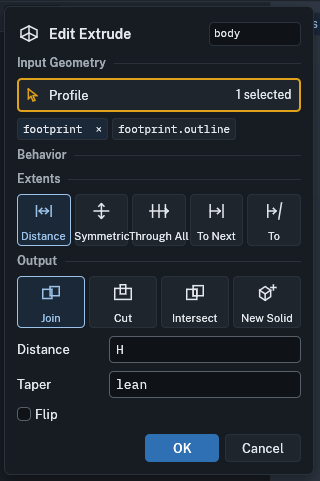 Edit Extrude body
Input Geometry
Profile 1 selected
footprint × footprint.outline
Behavior
Extents
Distance Symmetric Through All To Next To
Output
Join Cut Intersect New Solid
Distance H
Taper lean
Flip
OK Cancel